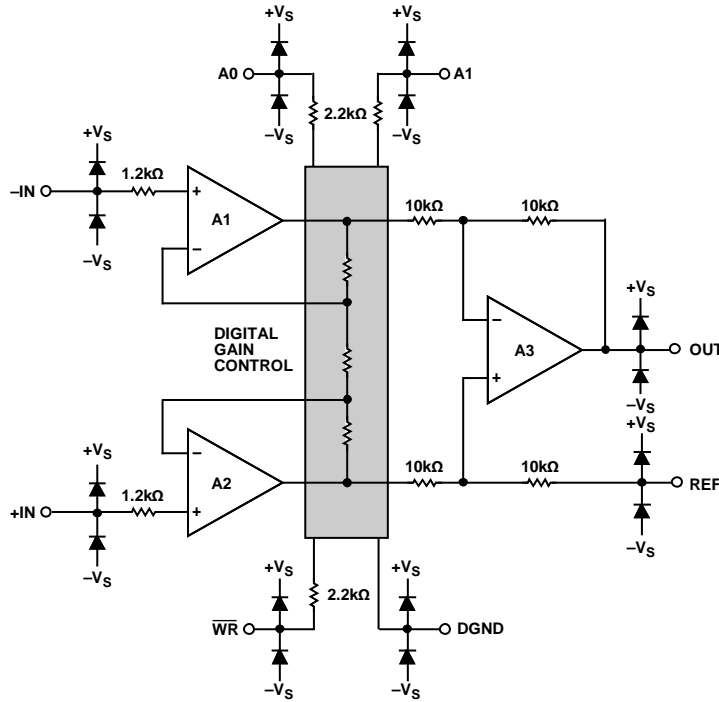 +VS
+VS
A0
A1
2.2kΩ
–VS
–VS
+VS
1.2kΩ
–IN
–VS
+
A1
–
10kΩ
10kΩ
DIGITAL
GAIN
CONTROL
–
A3
+
+VS
OUT
–VS
+VS
1.2kΩ
+IN
–VS
–
A2
+
10kΩ
10kΩ
+VS
REF
–VS
+VS
2.2kΩ
+VS
WR
DGND
–VS
–VS